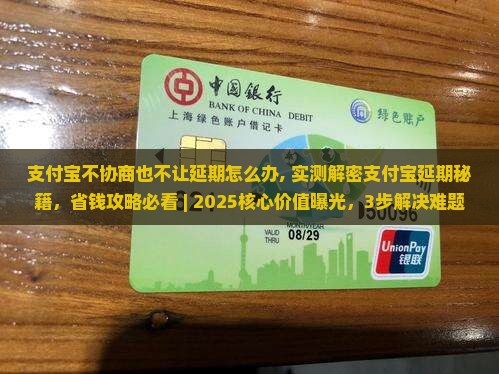 中国银行
BANK OF CHINA DEBIT
上海绿色账户借记卡
绿色账户
支付宝不协商也不让延期怎么办, 实测解密支付宝延期秘
籍，省钱攻略必看 | 2025核心价值曝光，3步解决难题
50096
MONTH/YEAR
VALID
THRU
08/29
UnionPay
银联